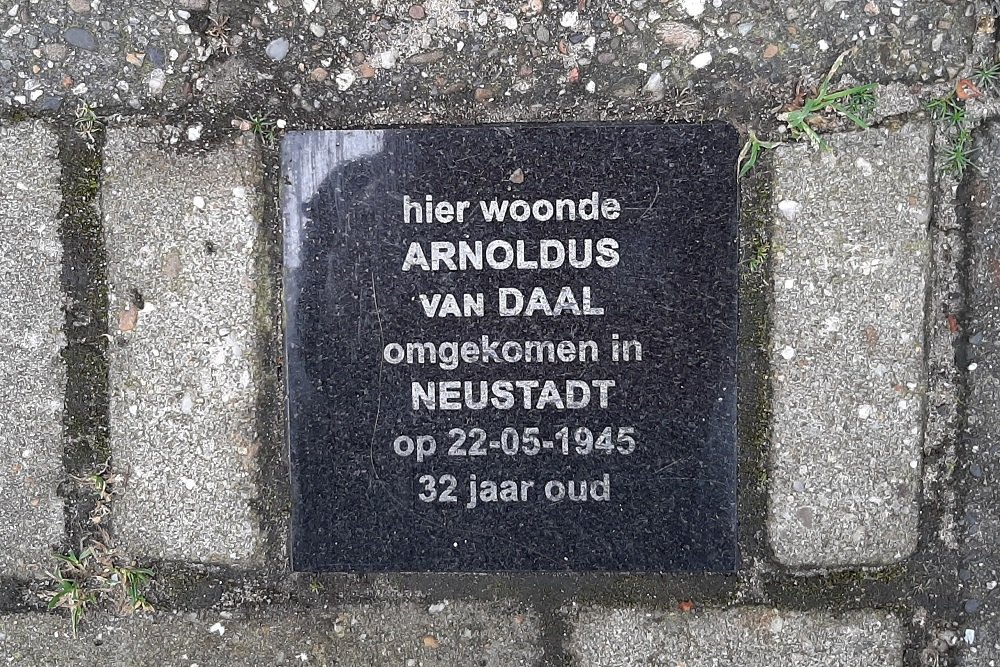 hier woonde
ARNOLDUS
VAN DAAL
omgekomen in
NEUSTADT
op 22-05-1945
32 jaar oud